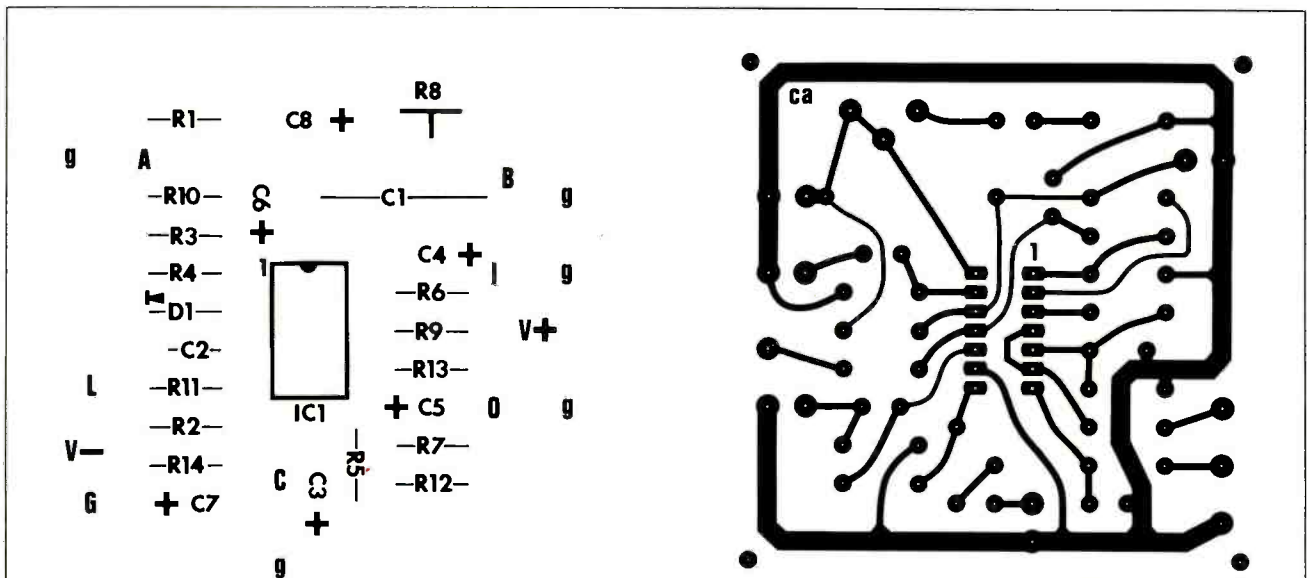 R8
R1 C8 +
ca
g A
R10 C6 C1 B g
R3 +
1 C4 + 1
R4 I g
R6
D1
R9 V+
C2
R13
L R11
IC1 + C5 O g
R2
V− R5 R7
R14
C C3 R12
G + C7
+
g